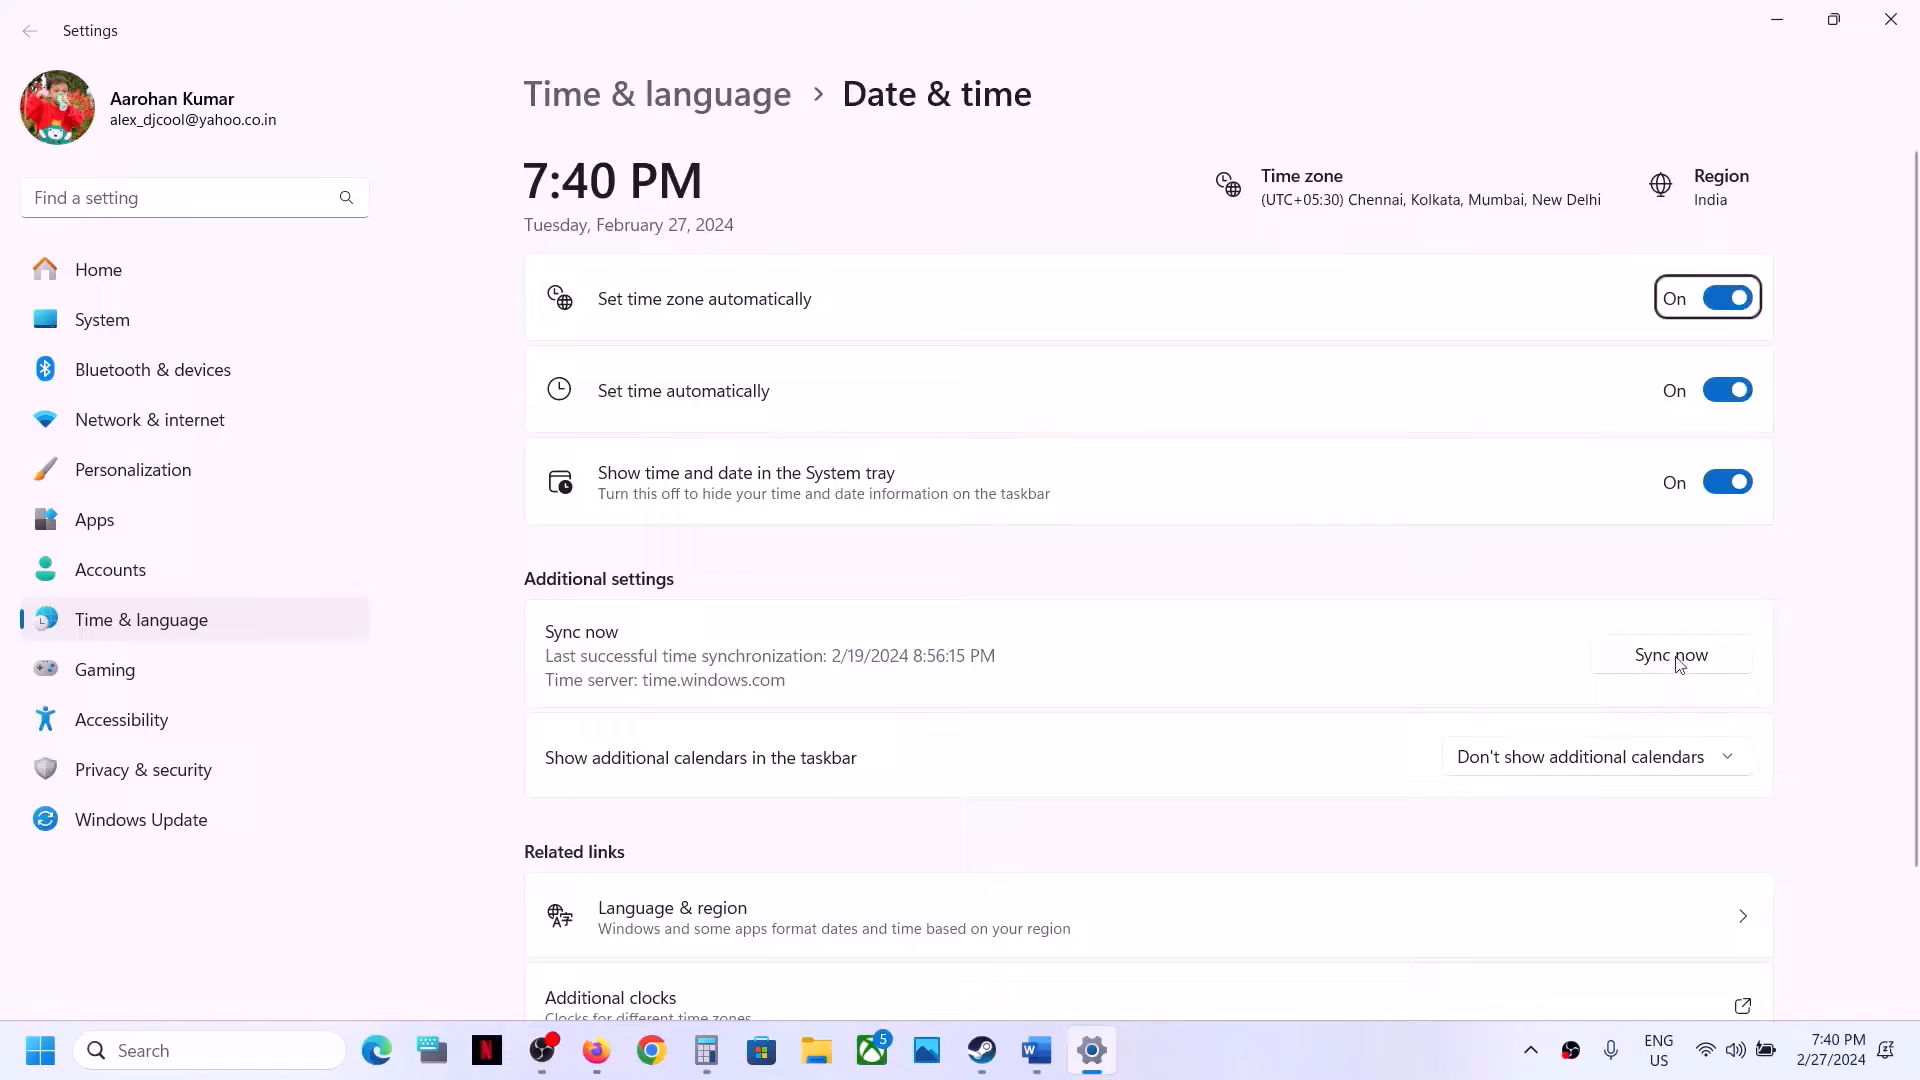 Settings
Aarohan Kumar
alex_djcool@yahoo.co.in
Find a setting
Home
System
Bluetooth & devices
Network & internet
Personalization
Apps
Accounts
Time & language
Gaming
Accessibility
Privacy & security
Windows Update
Time & language > Date & time
7:40 PM
Tuesday, February 27, 2024
Time zone
(UTC+05:30) Chennai, Kolkata, Mumbai, New Delhi
Region
India
Set time zone automatically
On
Set time automatically
On
Show time and date in the System tray
Turn this off to hide your time and date information on the taskbar
On
Additional settings
Sync now
Last successful time synchronization: 2/19/2024 8:56:15 PM
Time server: time.windows.com
Sync now
Show additional calendars in the taskbar
Don't show additional calendars
Related links
Language & region
Windows and some apps format dates and time based on your region
Additional clocks
Clocks for different time zones
Search
N
5
W
ENG
US
7:40 PM
2/27/2024